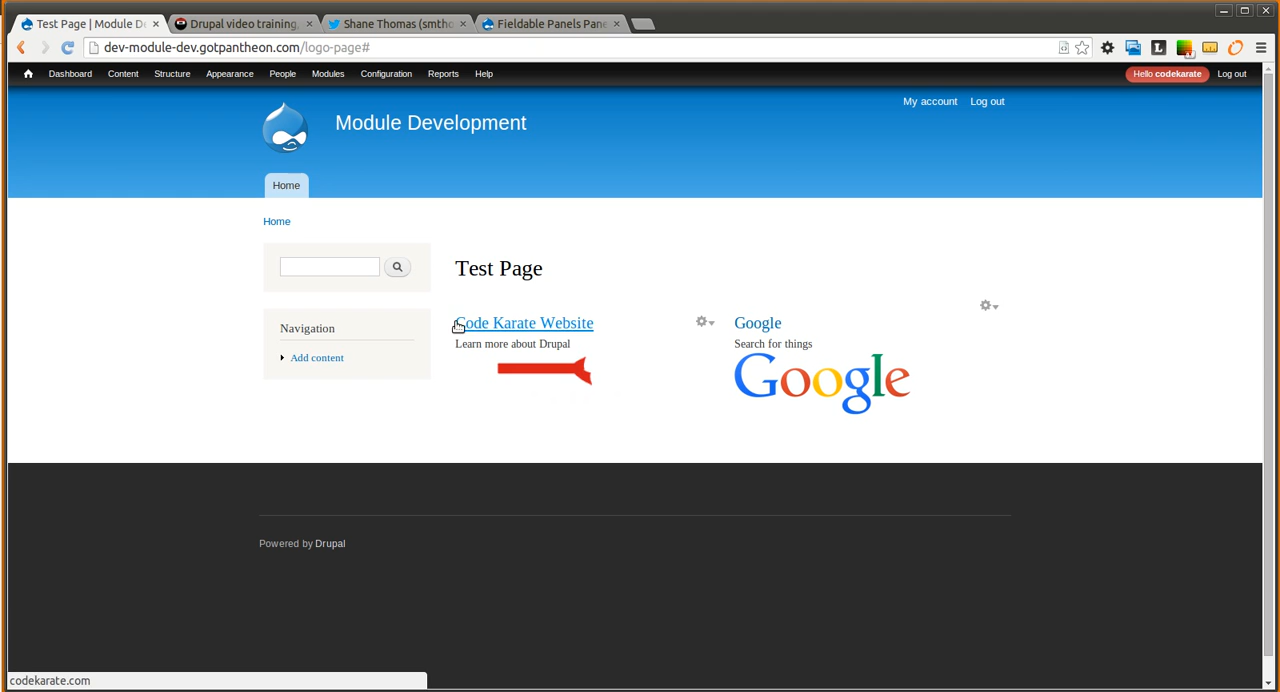 Test Page | Module De
Drupal video training,
Shane Thomas (smtho
Fieldable Panels Pane
dev-module-dev.gotpantheon.com/logo-page#
Dashboard Content Structure Appearance People Modules Configuration Reports Help
Hello codekarate Log out
My account Log out
Module Development
Home
Home
Test Page
Navigation
Add content
Code Karate Website
Learn more about Drupal
Google
Search for things
Google
Powered by Drupal
codekarate.com